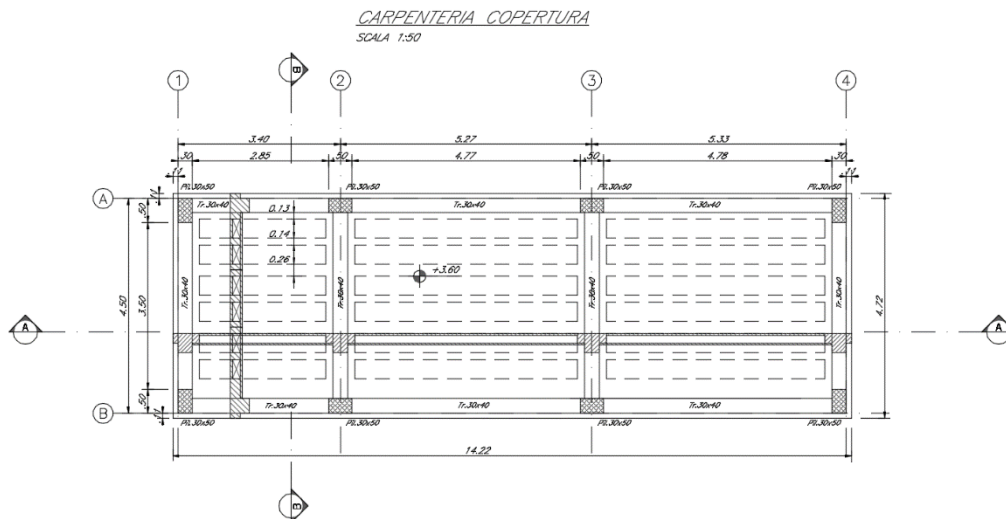 CARPENTERIA COPERTURA
SCALA 1:50
B
1 2 3 4
3.40 5.27 5.33
30 2.85 50 4.77 50 4.78 30
11 11
Pil.30x50 Pil.30x50 Pil.30x50 Pil.30x50
A
.11
Tr.30x40 Tr.30x40 Tr.30x40
.50
0.13
0.14
0.26
+3.60
4.50 3.50 Tr.30x40 Tr.30x40 Tr.30x40 Tr.30x40 4.72
A A
.50
Tr.30x40 Tr.30x40 Tr.30x40
B
.11
Pil.30x50 Pil.30x50 Pil.30x50 Pil.30x50
14.22
B